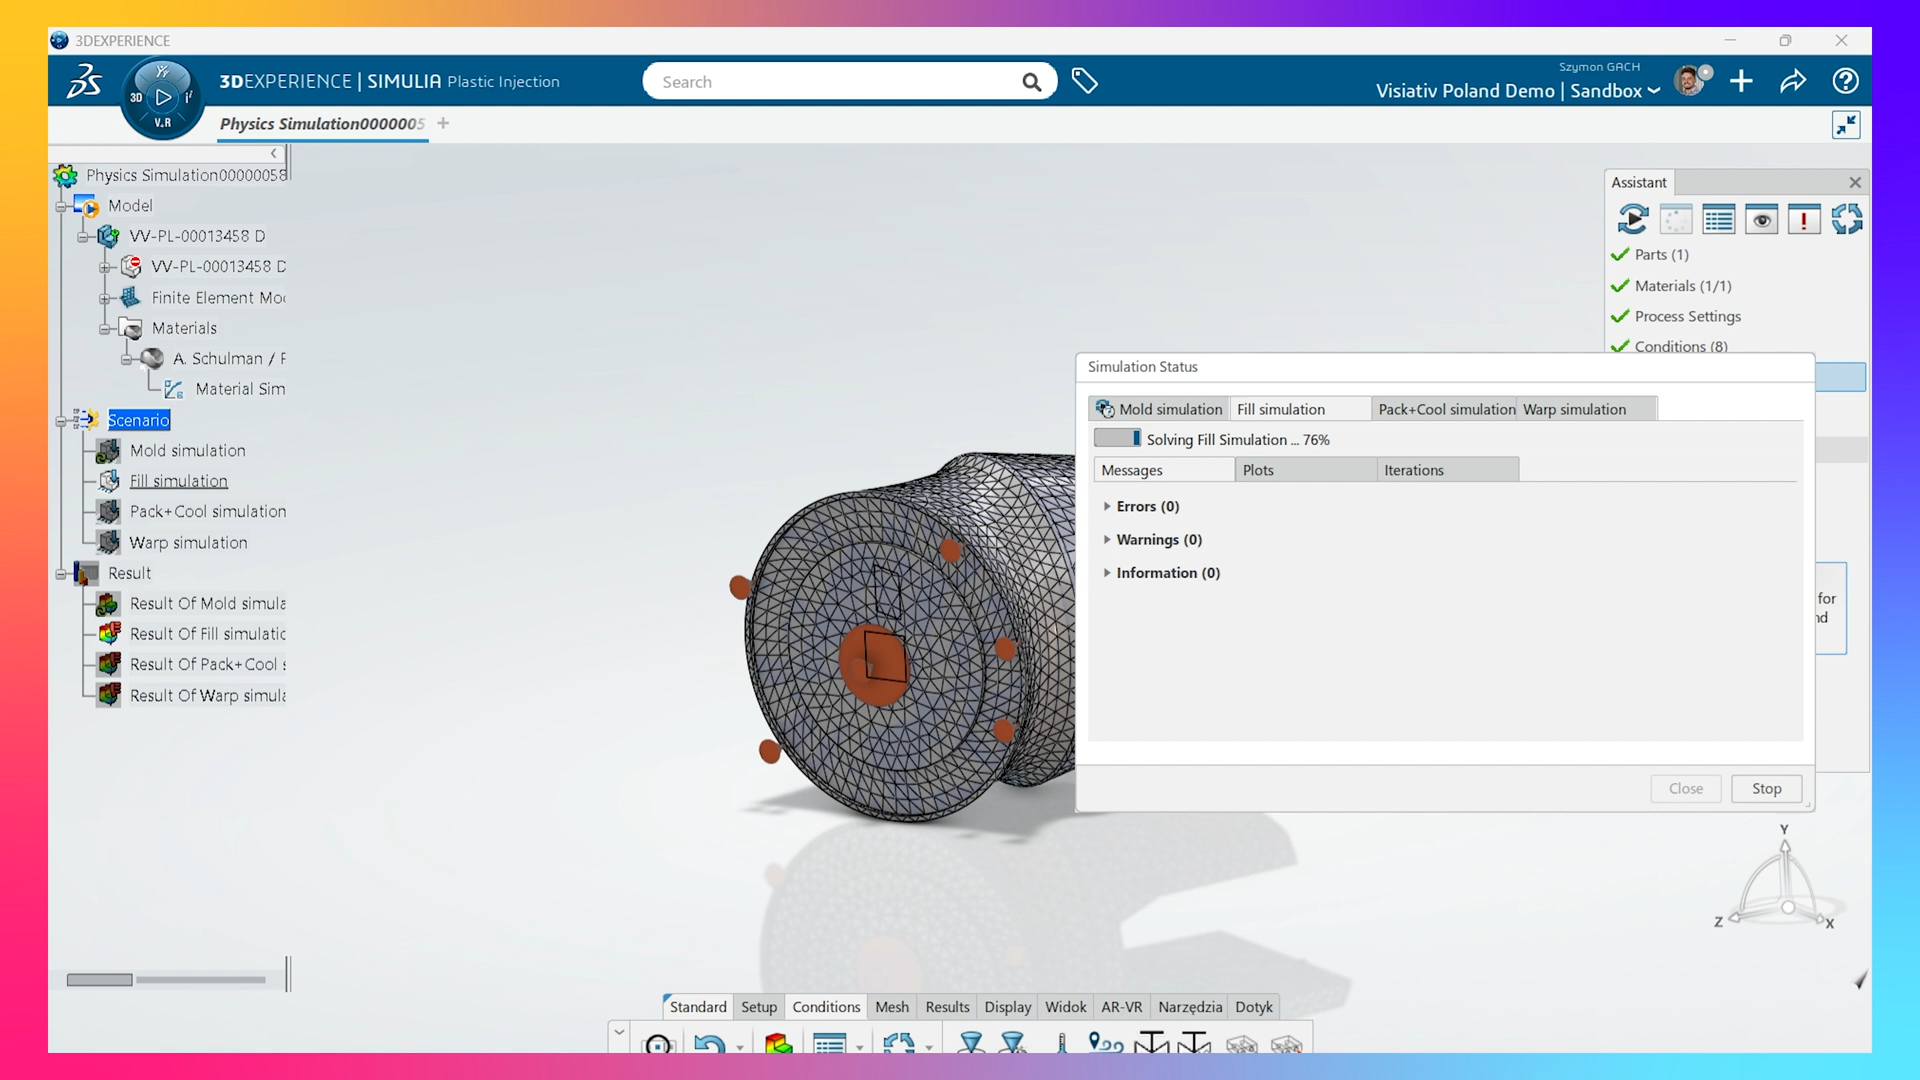 3DEXPERIENCE
3DEXPERIENCE | SIMULIA Plastic Injection
Search
Szymon GACH
Visiativ Poland Demo | Sandbox
3D
V.R
Physics Simulation0000005
Physics Simulation00000058
Model
VV-PL-00013458 D
VV-PL-00013458 D
Finite Element Mo
Materials
A. Schulman /
Material Sim
Scenario
Mold simulation
Fill simulation
Pack+Cool simulation
Warp simulation
Result
Result Of Mold simula
Result Of Fill simulatic
Result Of Pack+Cool s
Result Of Warp simula
Assistant
Parts (1)
Materials (1/1)
Process Settings
Conditions (8)
for
Simulation Status
Mold simulation Fill simulation Pack+Cool simulation Warp simulation
Solving Fill Simulation ... 76%
Messages Plots Iterations
Errors (0)
Warnings (0)
Information (0)
Close Stop
Y
Z
X
Standard Setup Conditions Mesh Results Display Widok AR-VR Narzędzia Dotyk